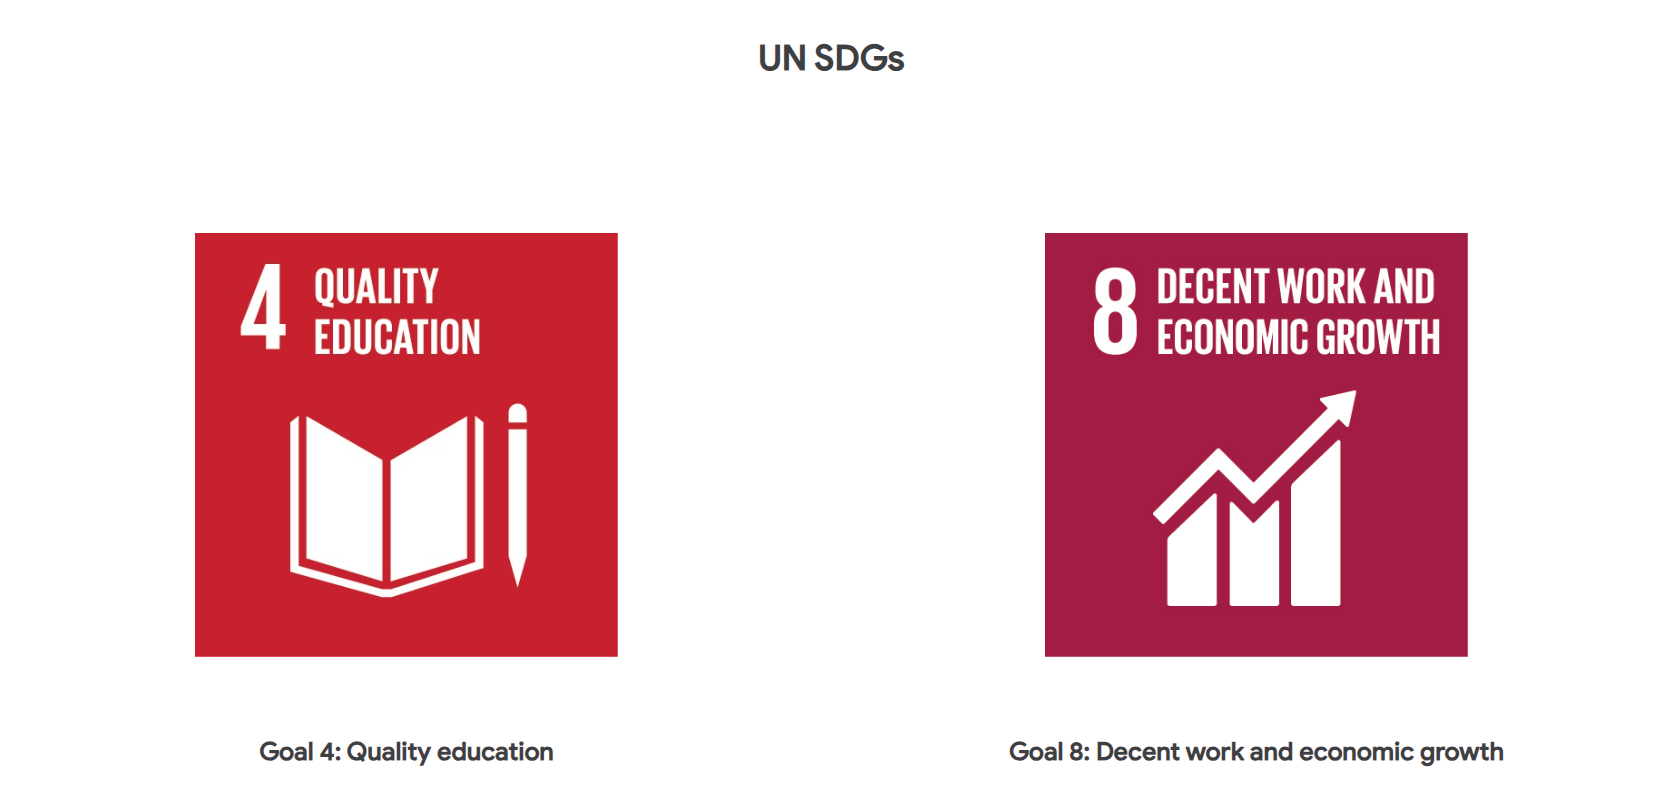 UN SDGs
4 QUALITY
EDUCATION
8 DECENT WORK AND
ECONOMIC GROWTH
Goal 4: Quality education
Goal 8: Decent work and economic growth